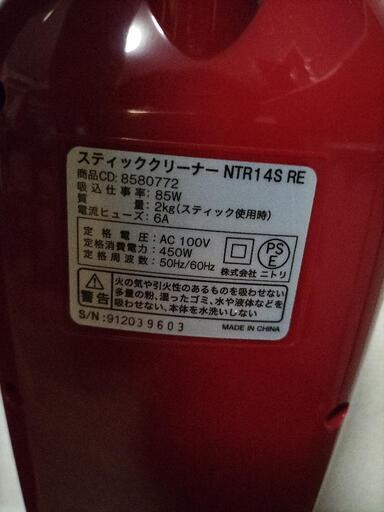 スティッククリーナー NTR14S RE
商品CD: 8580772
吸込仕事率: 85W
質　　　量: 2kg(スティック使用時)
電流ヒューズ: 6A
定格電圧: AC 100V
定格消費電力: 450W
定格周波数: 50Hz/60Hz
PSE
株式会社 ニトリ
警告
火の気や引火性のあるものを吸わせない
多量の粉、湿ったゴミ、水や液体などを
吸わせない、本体を水洗いしない
S/N:912039603
MADE IN CHINA